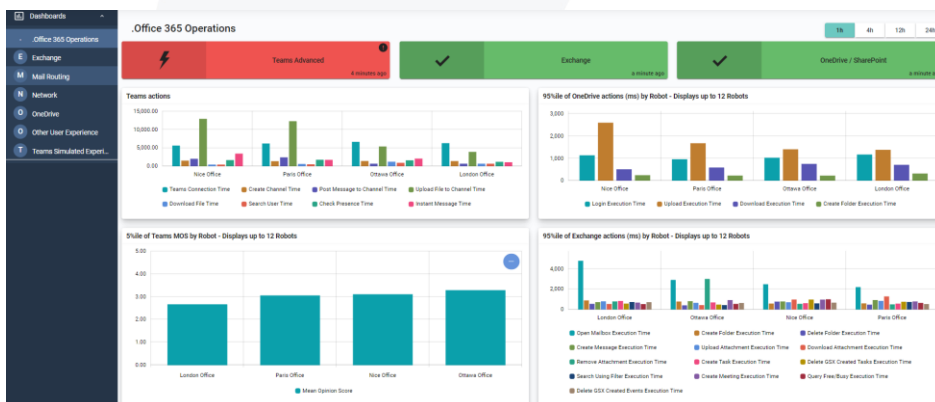 Dashboards
.Office 365 Operations
E Exchange
M Mail Routing
N Network
O OneDrive
O Other User Experience
T Teams Simulated Experi...
.Office 365 Operations
1h 4h 12h 24h
Teams Advanced
4 minutes ago
Exchange
a minute ago
OneDrive / SharePoint
a minute a
Teams actions
15,000.00
10,000.00
5,000.00
0.00
Nice Office Paris Office Ottawa Office London Office
Teams Connection Time Create Channel Time Post Message to Channel Time Upload File to Channel Time
Download File Time Search User Time Check Presence Time Instant Message Time
95%ile of OneDrive actions (ms) by Robot - Displays up to 12 Robots
3,000
2,000
1,000
0
Nice Office Paris Office Ottawa Office London Office
Login Execution Time Upload Execution Time Download Execution Time Create Folder Execution Time
5%ile of Teams MOS by Robot - Displays up to 12 Robots
5.00
4.00
3.00
2.00
1.00
0.00
London Office Paris Office Nice Office Ottawa Office
Mean Opinion Score
95%ile of Exchange actions (ms) by Robot - Displays up to 12 Robots
4,000
2,000
0
London Office Ottawa Office Nice Office Paris Office
Open Mailbox Execution Time Create Folder Execution Time Delete Folder Execution Time
Create Message Execution Time Upload Attachment Execution Time Download Attachment Execution Time
Remove Attachment Execution Time Create Task Execution Time Delete GSX Created Tasks Execution Time
Search Using Filter Execution Time Create Meeting Execution Time Query Free/Busy Execution Time
Delete GSX Created Events Execution Time